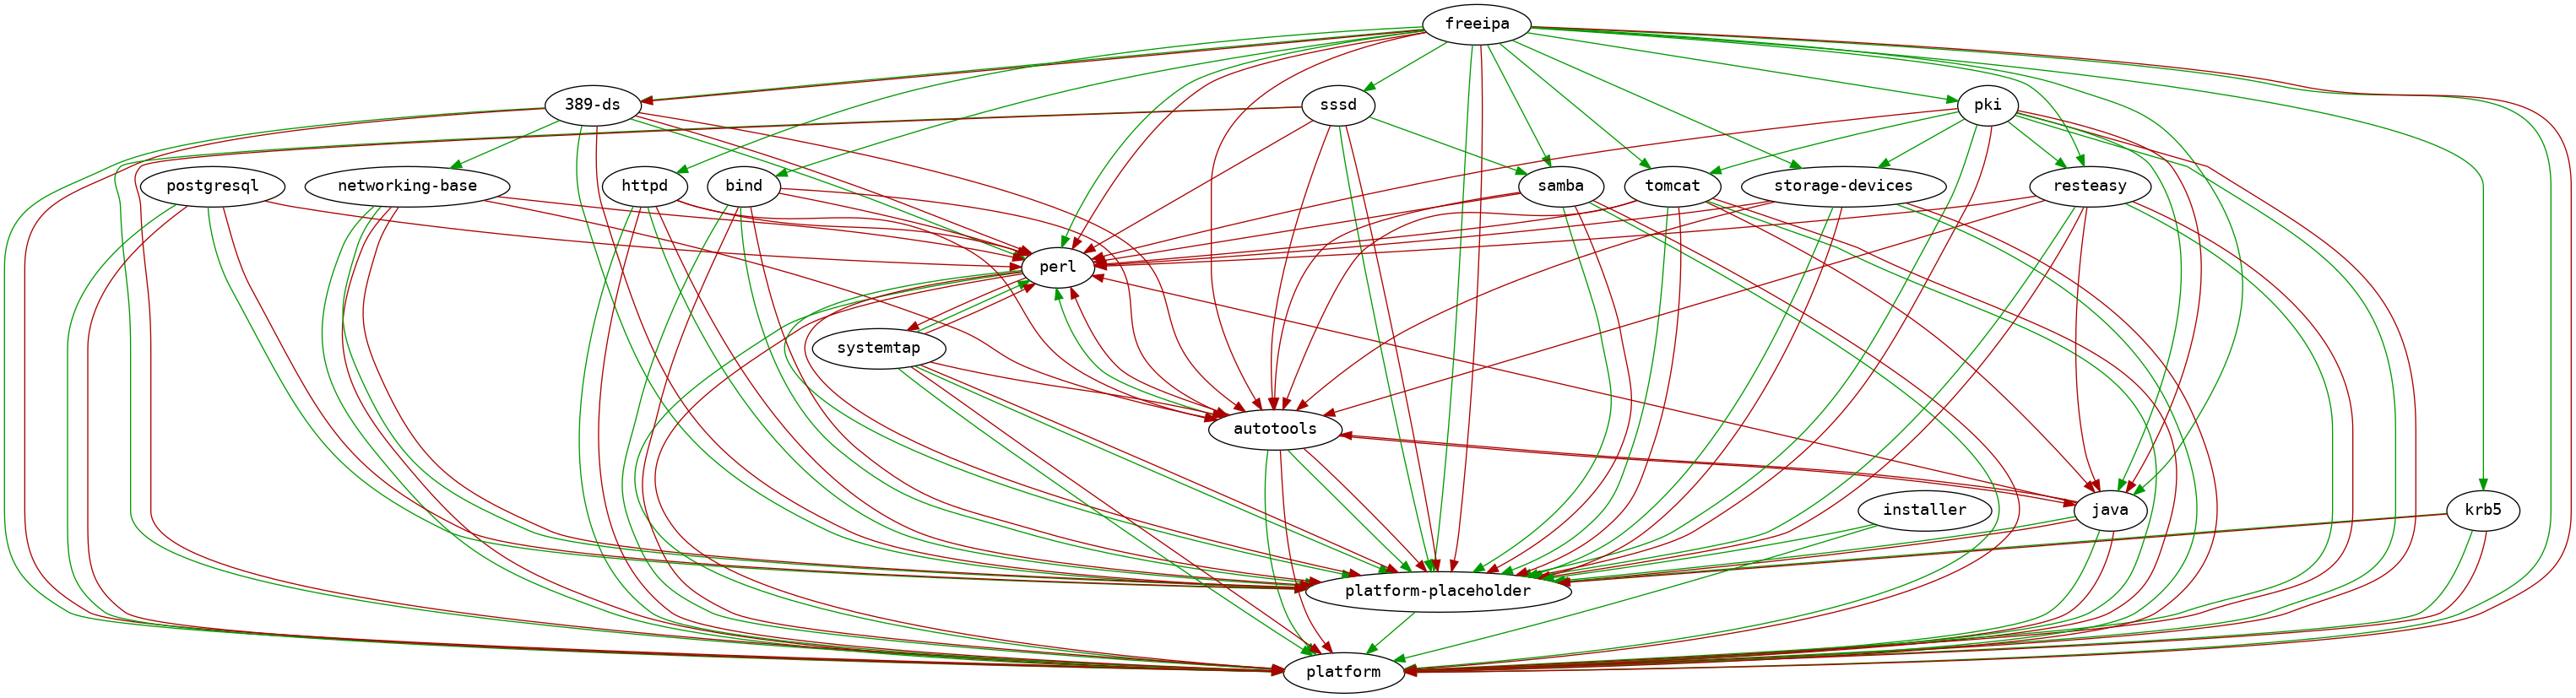 freeipa
389-ds
sssd
pki
postgresql
networking-base
httpd
bind
samba
tomcat
storage-devices
resteasy
perl
systemtap
autotools
installer
java
krb5
platform-placeholder
platform